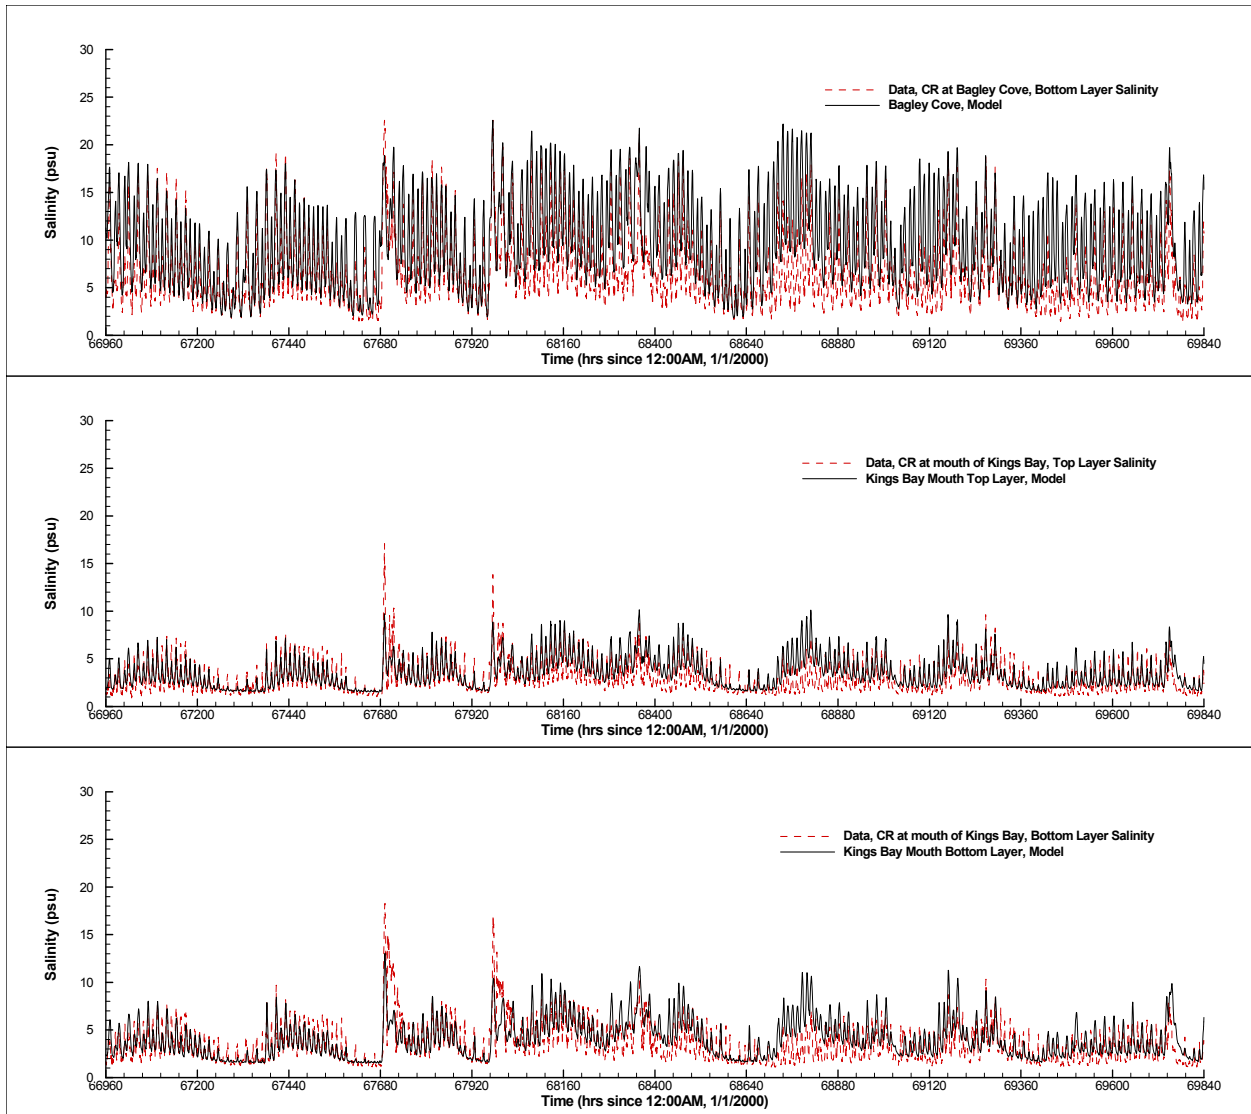 30
25
20
15
10
5
0
Salinity (psu)
Data, CR at Bagley Cove, Bottom Layer Salinity
Bagley Cove, Model
66960 67200 67440 67680 67920 68160 68400 68640 68880 69120 69360 69600 69840
Time (hrs since 12:00AM, 1/1/2000)
30
25
20
15
10
5
0
Salinity (psu)
Data, CR at mouth of Kings Bay, Top Layer Salinity
Kings Bay Mouth Top Layer, Model
66960 67200 67440 67680 67920 68160 68400 68640 68880 69120 69360 69600 69840
Time (hrs since 12:00AM, 1/1/2000)
30
25
20
15
10
5
0
Salinity (psu)
Data, CR at mouth of Kings Bay, Bottom Layer Salinity
Kings Bay Mouth Bottom Layer, Model
66960 67200 67440 67680 67920 68160 68400 68640 68880 69120 69360 69600 69840
Time (hrs since 12:00AM, 1/1/2000)